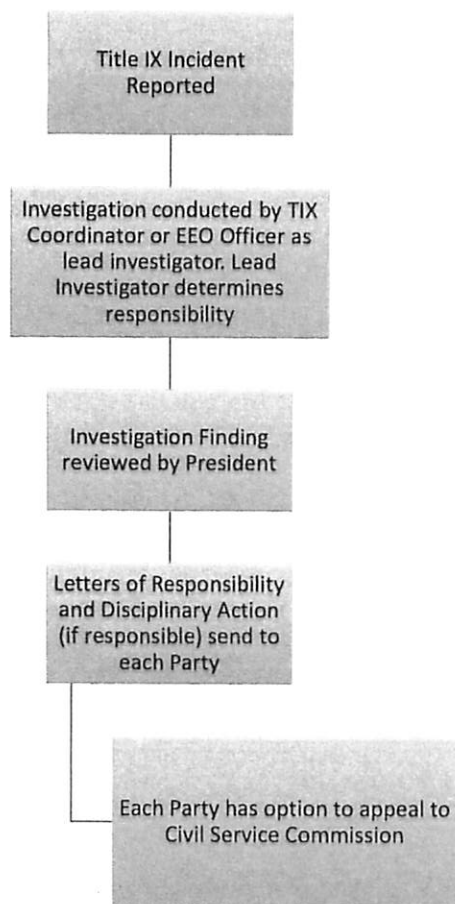 Title IX Incident
Reported
Investigation conducted by TIX
Coordinator or EEO Officer as
lead investigator. Lead
Investigator determines
responsibility
Investigation Finding
reviewed by President
Letters of Responsibility
and Disciplinary Action
(if responsible) send to
each Party
Each Party has option to appeal to
Civil Service Commission